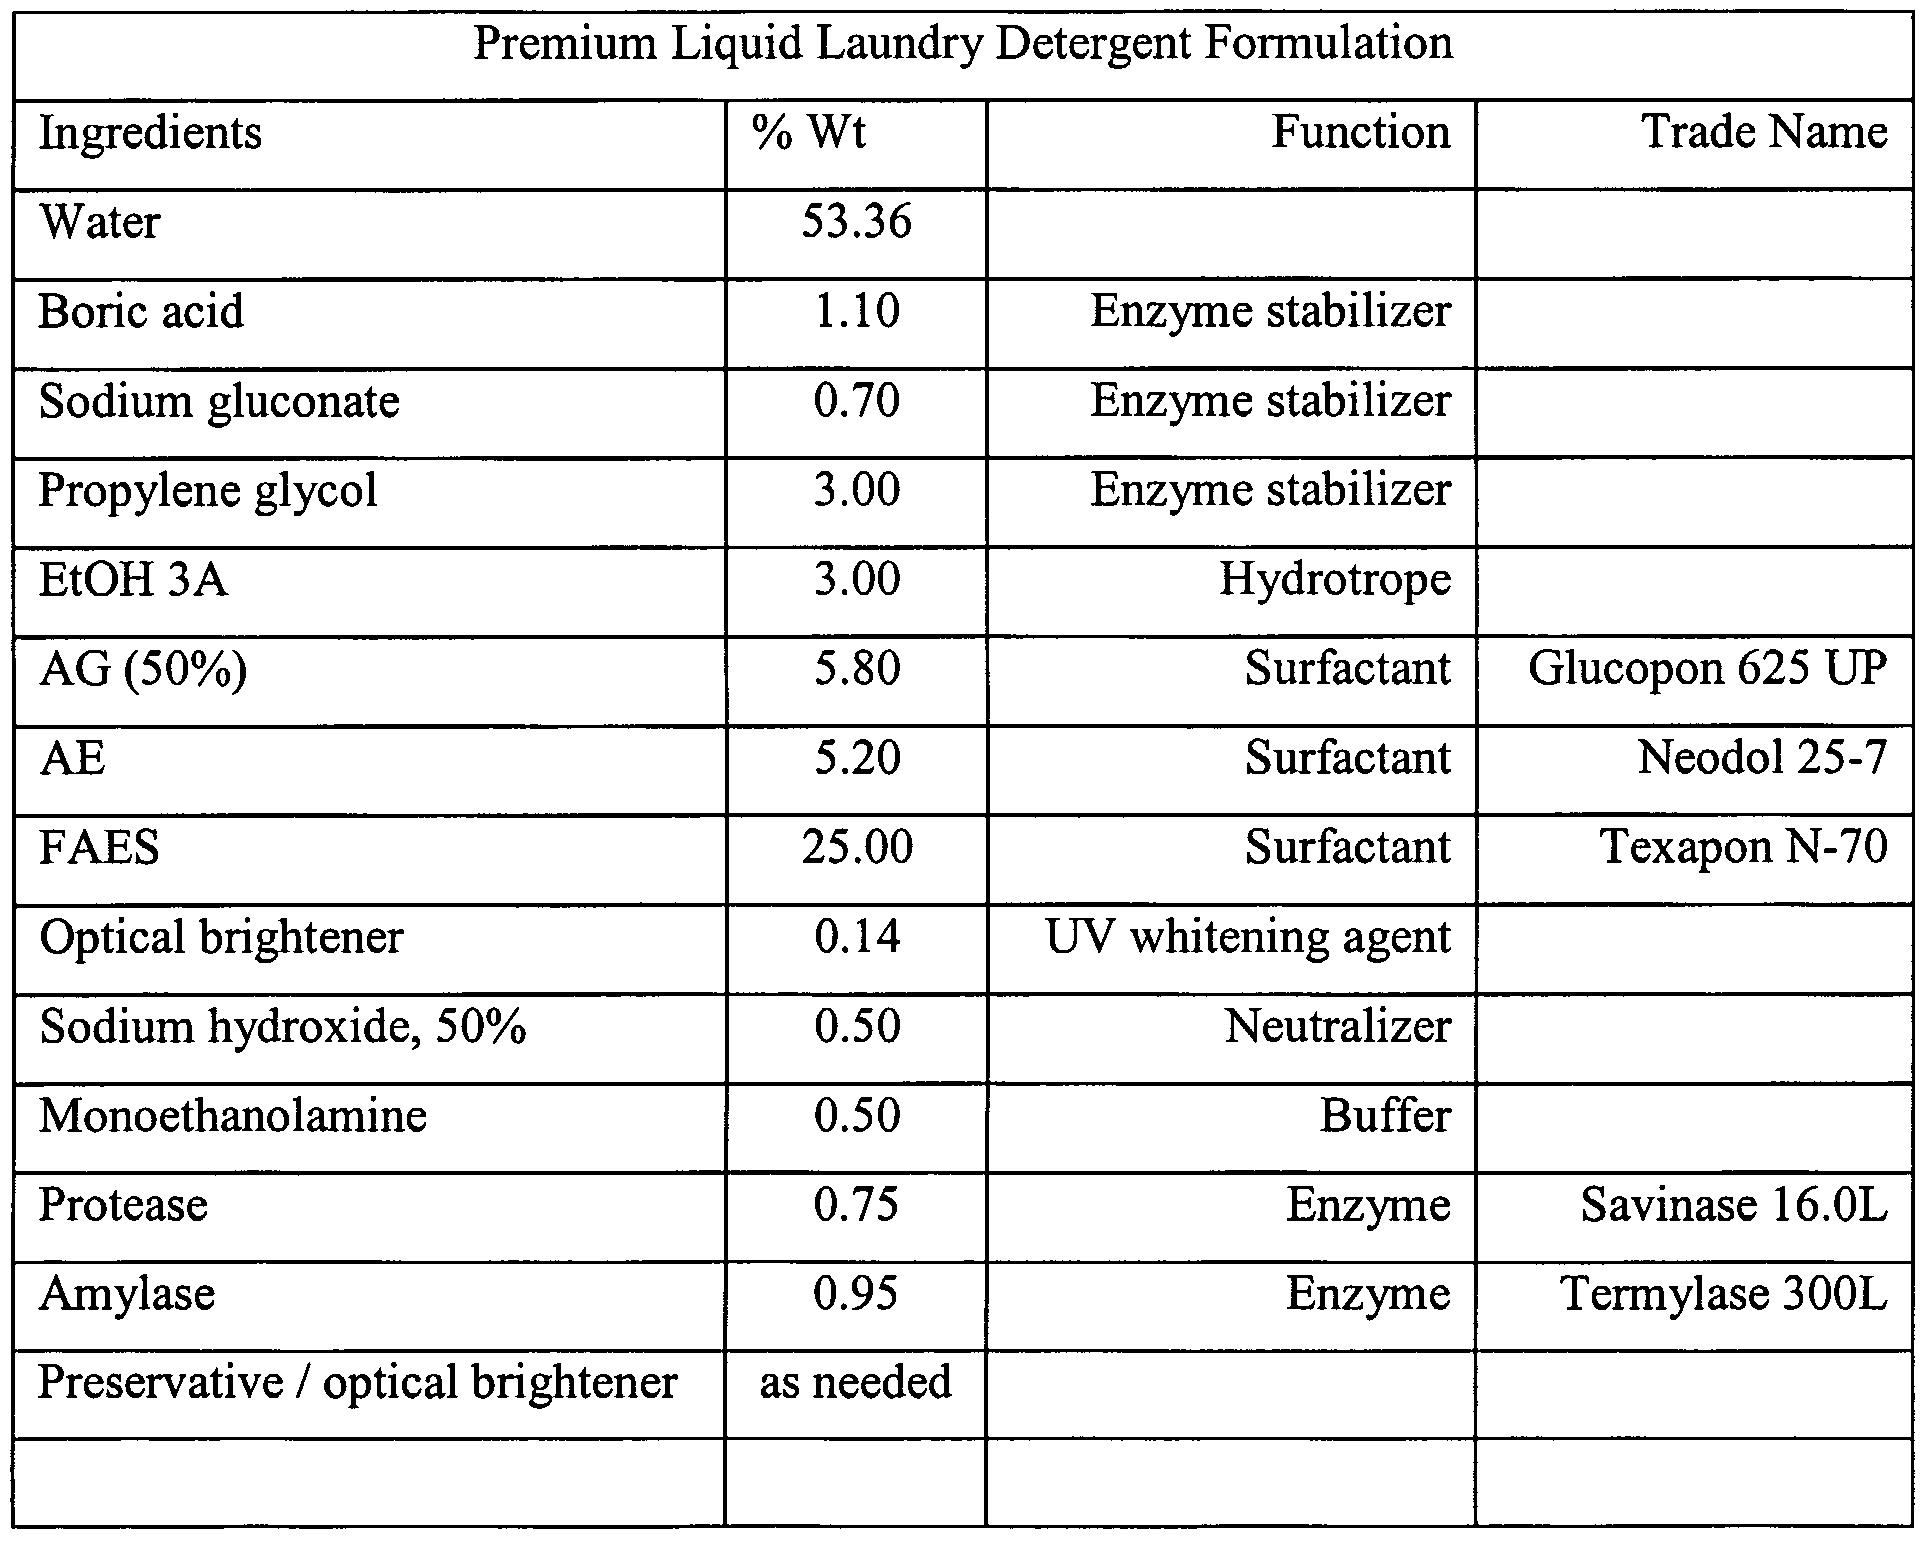 Premium Liquid Laundry Detergent Formulation
Ingredients % Wt Function Trade Name
Water 53.36
Boric acid 1.10 Enzyme stabilizer
Sodium gluconate 0.70 Enzyme stabilizer
Propylene glycol 3.00 Enzyme stabilizer
EtOH 3A 3.00 Hydrotrope
AG (50%) 5.80 Surfactant Glucopon 625 UP
AE 5.20 Surfactant Neodol 25-7
FAES 25.00 Surfactant Texapon N-70
Optical brightener 0.14 UV whitening agent
Sodium hydroxide, 50% 0.50 Neutralizer
Monoethanolamine 0.50 Buffer
Protease 0.75 Enzyme Savinase 16.0L
Amylase 0.95 Enzyme Termylase 300L
Preservative / optical brightener as needed